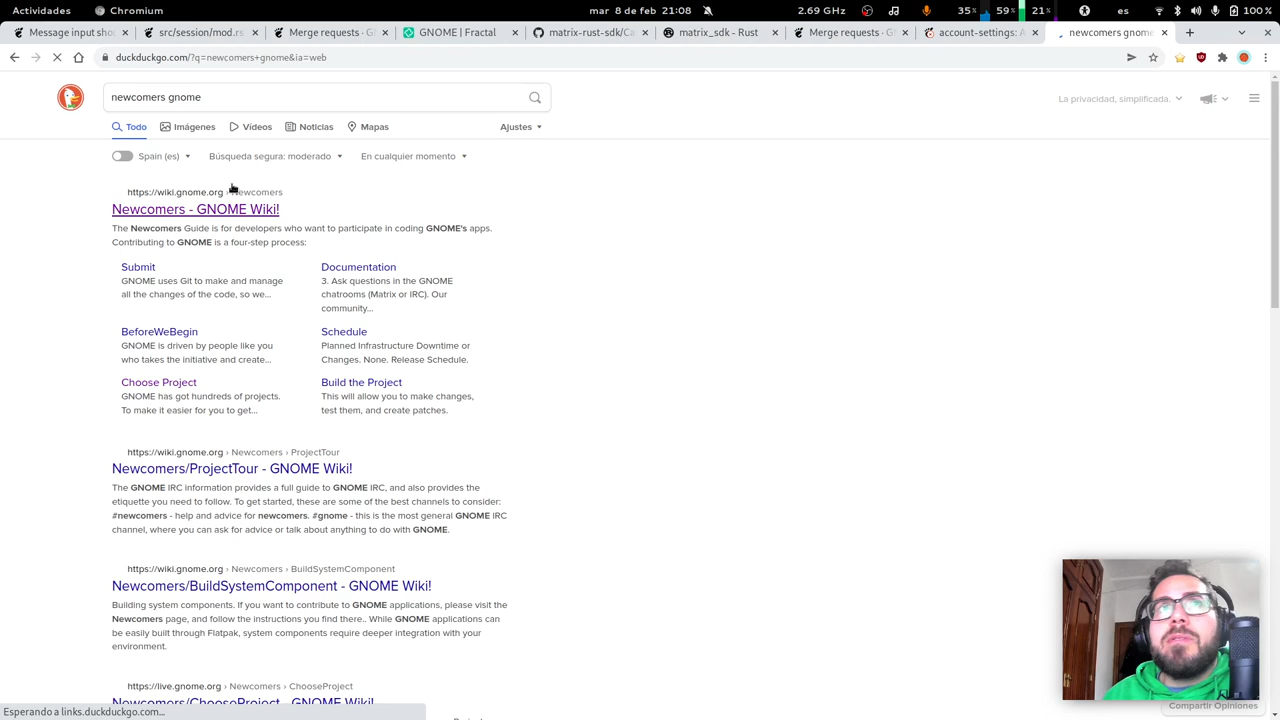 Actividades
mar 8 de feb 21:08
2.69 GHz
35%
59%
21%
100 %
Message input sho
src/session/mod.rs
Merge requests · G
GNOME | Fractal
matrix-rust-sdk/Ca
matrix_sdk - Rust
Merge requests · G
account-settings: A
newcomers gnome
duckduckgo.com/?q=newcomers+gnome&ia=web
newcomers gnome
La privacidad, simplificada.
Todo
Imágenes
Vídeos
Noticias
Mapas
Ajustes
Spain (es)
Búsqueda segura: moderado
En cualquier momento
https://wiki.gnome.org › Newcomers
Newcomers - GNOME Wiki!
The Newcomers Guide is for developers who want to participate in coding GNOME's apps.
Contributing to GNOME is a four-step process:
Submit
GNOME uses Git to make and manage
all the changes of the code, so we...
Documentation
3. Ask questions in the GNOME
chatrooms (Matrix or IRC). Our
community...
BeforeWeBegin
GNOME is driven by people like you
who takes the initiative and create...
Schedule
Planned Infrastructure Downtime or
Changes. None. Release Schedule.
Choose Project
GNOME has got hundreds of projects.
To make it easier for you to get...
Build the Project
This will allow you to make changes,
test them, and create patches.
https://wiki.gnome.org › Newcomers › ProjectTour
Newcomers/ProjectTour - GNOME Wiki!
The GNOME IRC information provides a full guide to GNOME IRC, and also provides the
etiquette you need to follow. To get started, these are some of the best channels to consider:
#newcomers - help and advice for newcomers. #gnome - this is the most general GNOME IRC
channel, where you can ask for advice or talk about anything to do with GNOME.
https://wiki.gnome.org › Newcomers › BuildSystemComponent
Newcomers/BuildSystemComponent - GNOME Wiki!
Building system components. If you want to contribute to GNOME applications, please visit the
Newcomers page, and follow the instructions you find there.. While GNOME applications can
be easily built through Flatpak, system components require deeper integration with your
environment.
https://live.gnome.org › Newcomers › ChooseProject
Newcomers/ChooseProject - GNOME Wiki!
Esperando a links.duckduckgo.com...
Compartir Opiniones